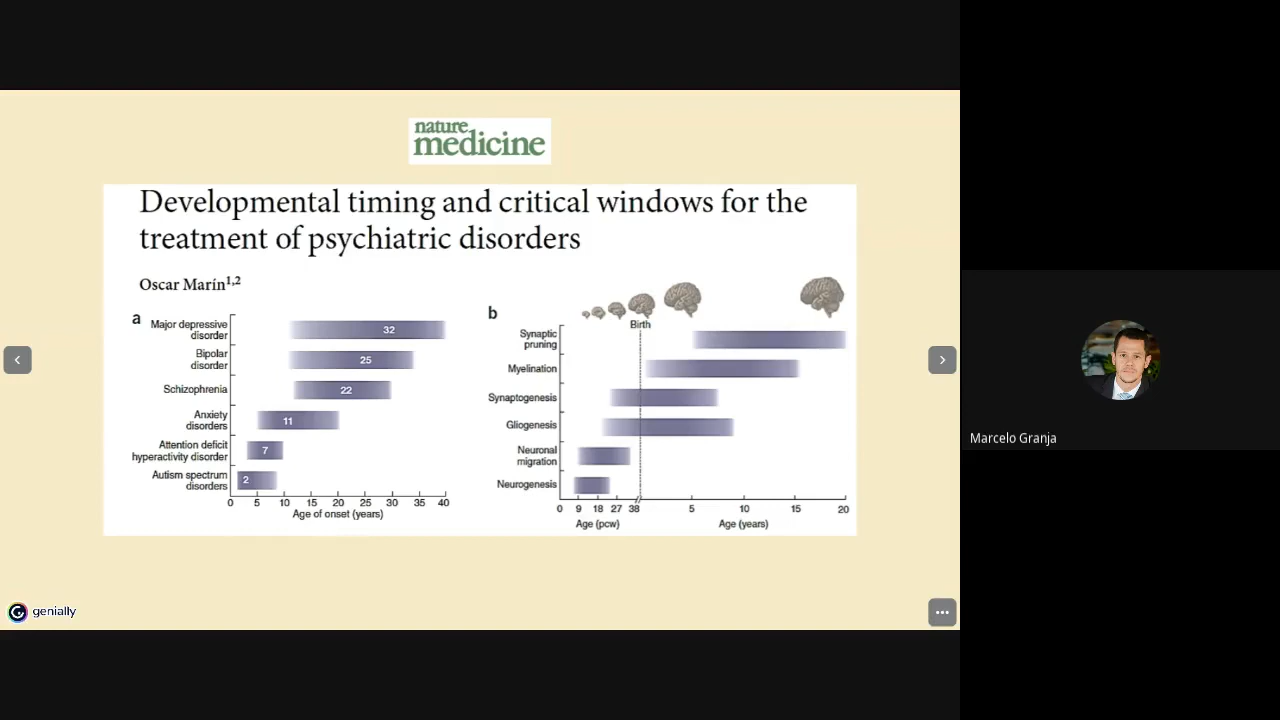 nature
medicine
Developmental timing and critical windows for the
treatment of psychiatric disorders
Oscar Marín1,2
a
Major depressive
disorder
32
Bipolar
disorder
25
Schizophrenia
22
Anxiety
disorders
11
Attention deficit
hyperactivity disorder
7
Autism spectrum
disorders
2
0 5 10 15 20 25 30 35 40
Age of onset (years)
b
Birth
Synaptic
pruning
Myelination
Synaptogenesis
Gliogenesis
Neuronal
migration
Neurogenesis
0 9 18 27 38 5 10 15 20
Age (pcw) Age (years)
genially
Marcelo Granja